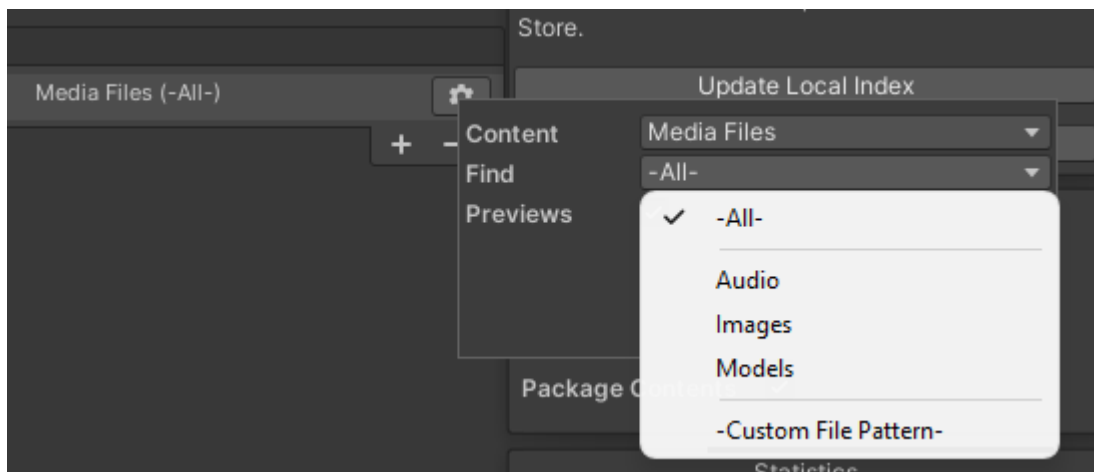 Store.
Update Local Index
Media Files (-All-)
+ -
Content Media Files
Find -All-
Previews
-All-
Audio
Images
Models
-Custom File Pattern-
Package
Statistics